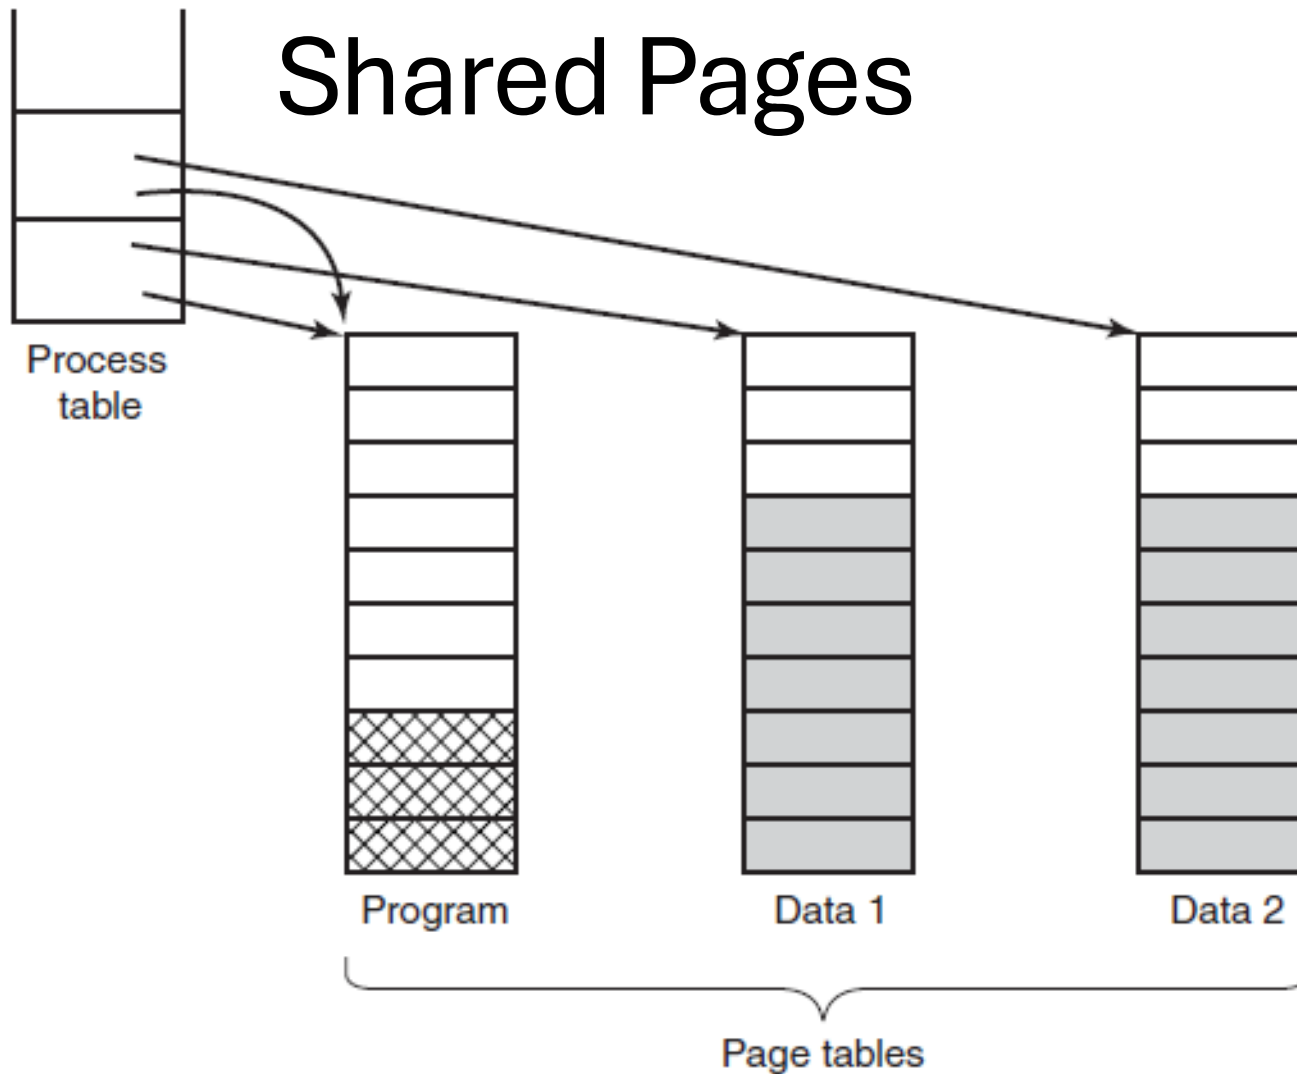 Shared Pages
Process
table
Program
Data 1
Data 2
Page tables